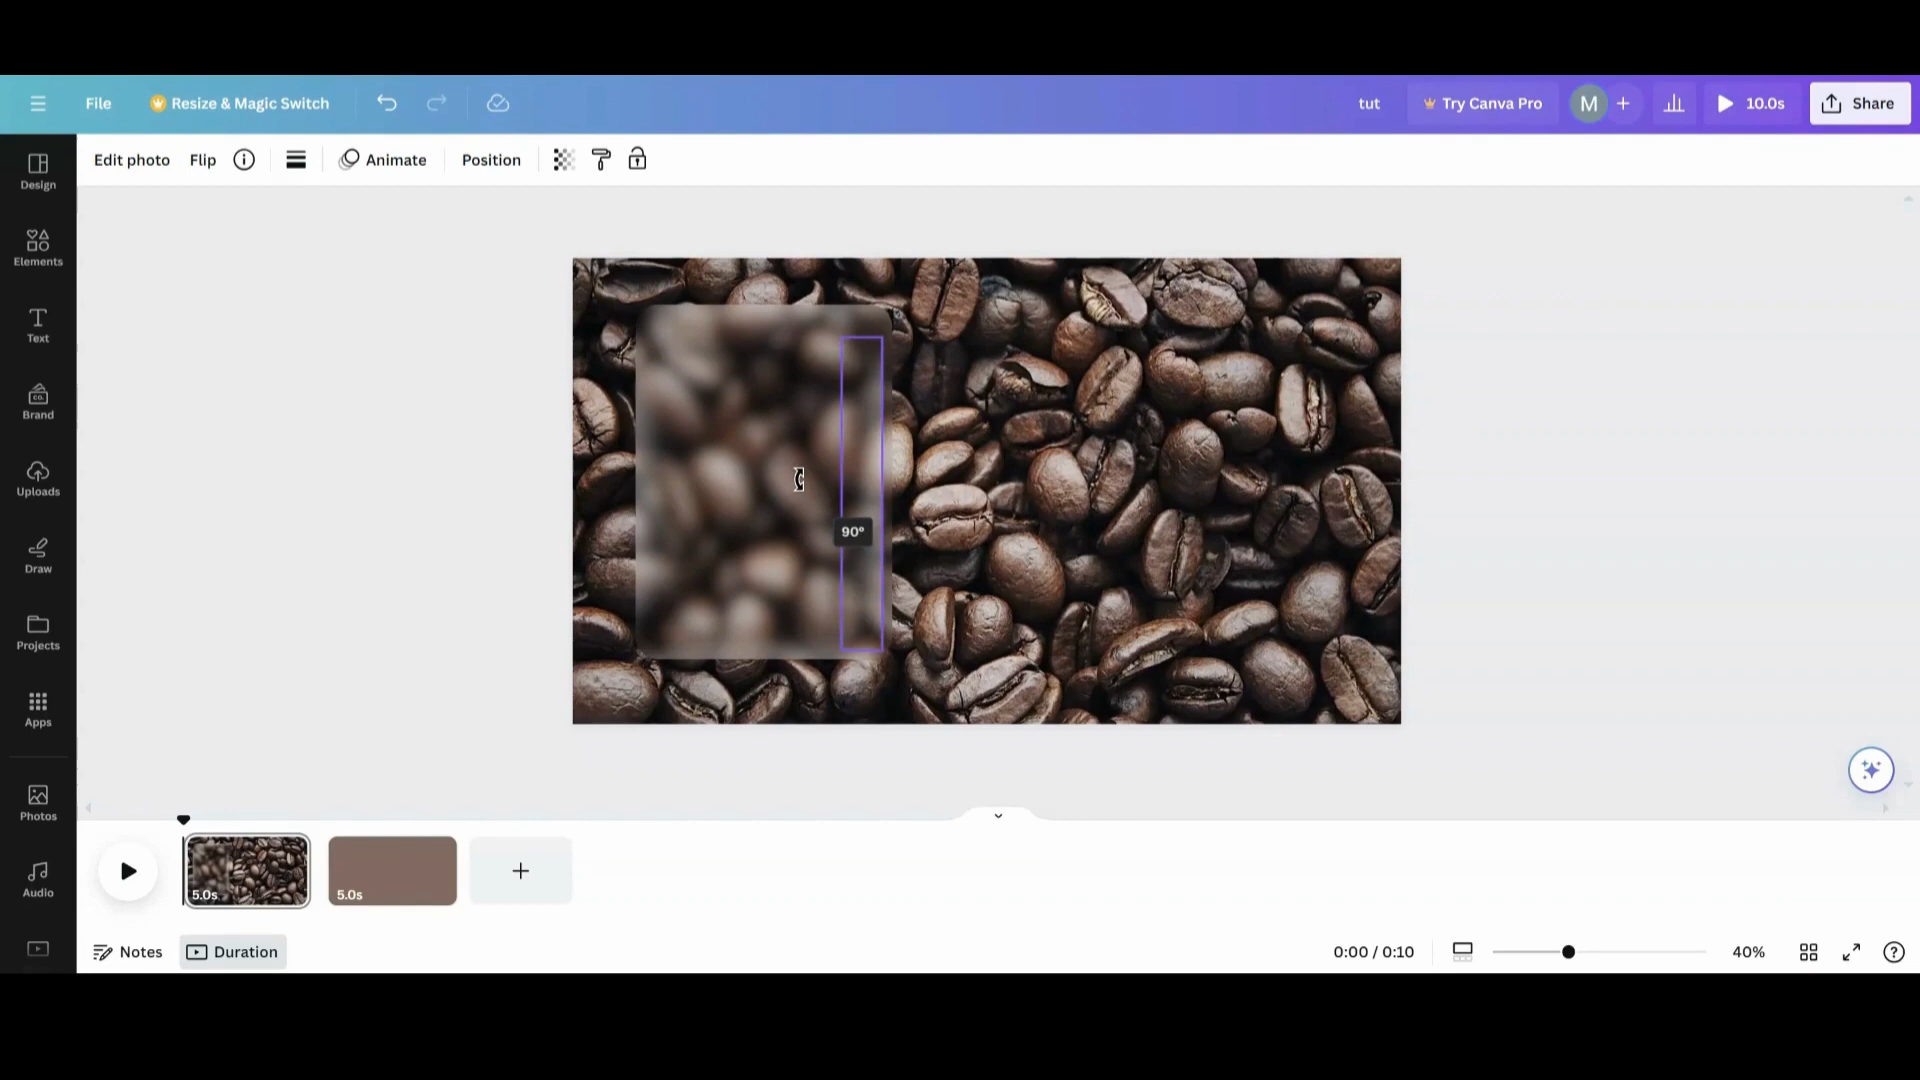 File
Resize & Magic Switch
tut
Try Canva Pro
M
10.0s
Share
Edit photo
Flip
Animate
Position
Design
Elements
Text
CO.
Brand
Uploads
Draw
Projects
Apps
Photos
Audio
90°
5.0s
5.0s
Notes
Duration
0:00 / 0:10
40%